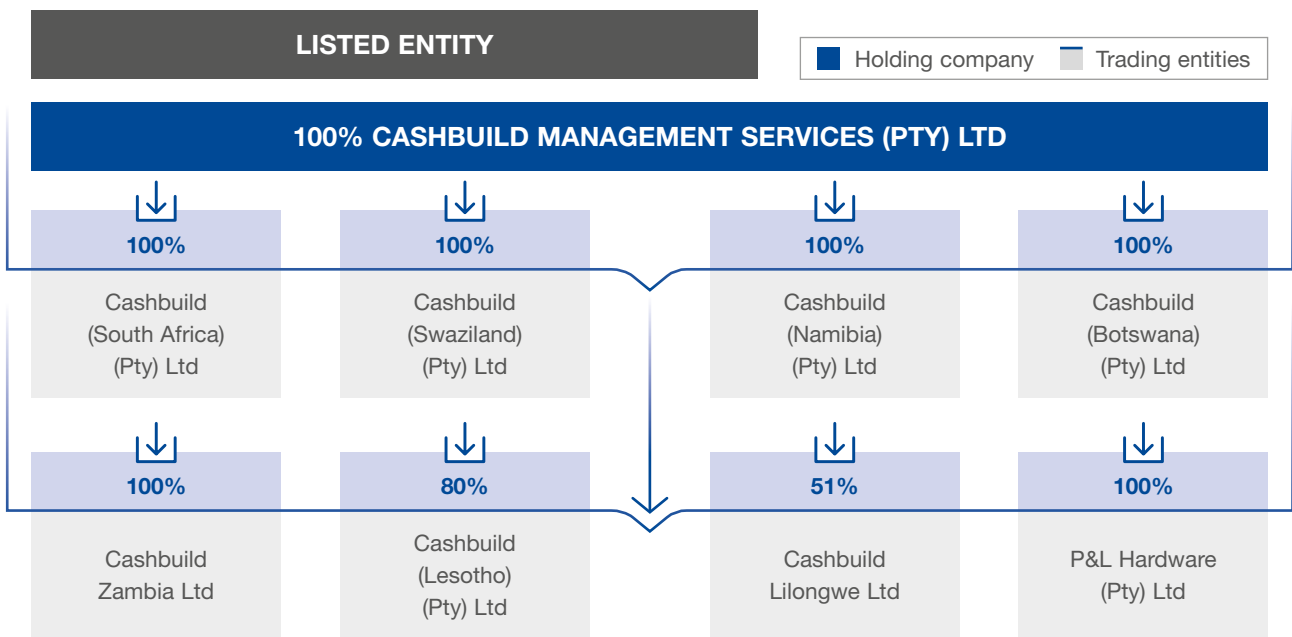 LISTED ENTITY
Holding company
Trading entities
100% CASHBUILD MANAGEMENT SERVICES (PTY) LTD
100%
Cashbuild
(South Africa)
(Pty) Ltd
100%
Cashbuild
(Swaziland)
(Pty) Ltd
100%
Cashbuild
(Namibia)
(Pty) Ltd
100%
Cashbuild
(Botswana)
(Pty) Ltd
100%
Cashbuild
Zambia Ltd
80%
Cashbuild
(Lesotho)
(Pty) Ltd
51%
Cashbuild
Lilongwe Ltd
100%
P&L Hardware
(Pty) Ltd